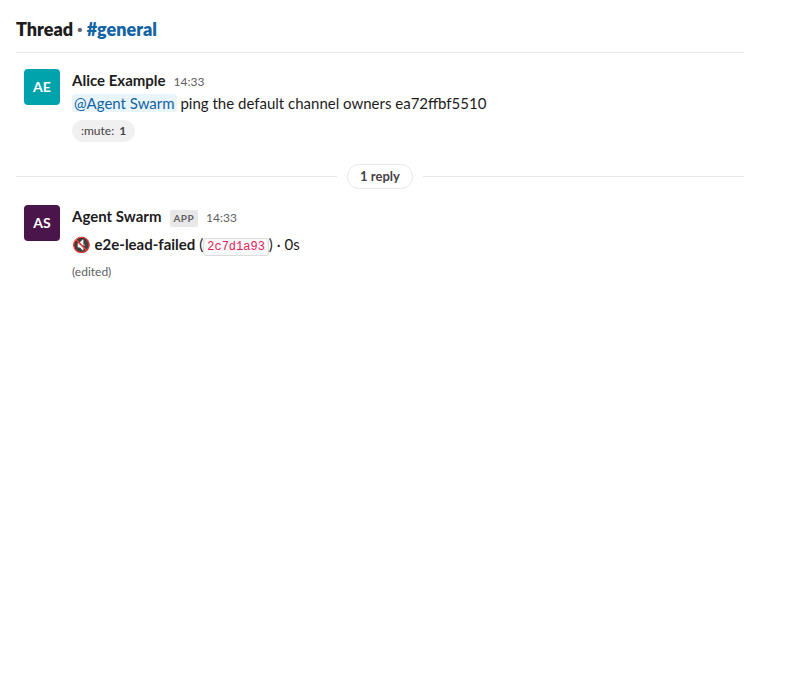 Thread • #general
AE
Alice Example 14:33
@Agent Swarm ping the default channel owners ea72ffbf5510
:mute: 1
1 reply
AS
Agent Swarm APP 14:33
🔇 e2e-lead-failed (2c7d1a93) · 0s
(edited)